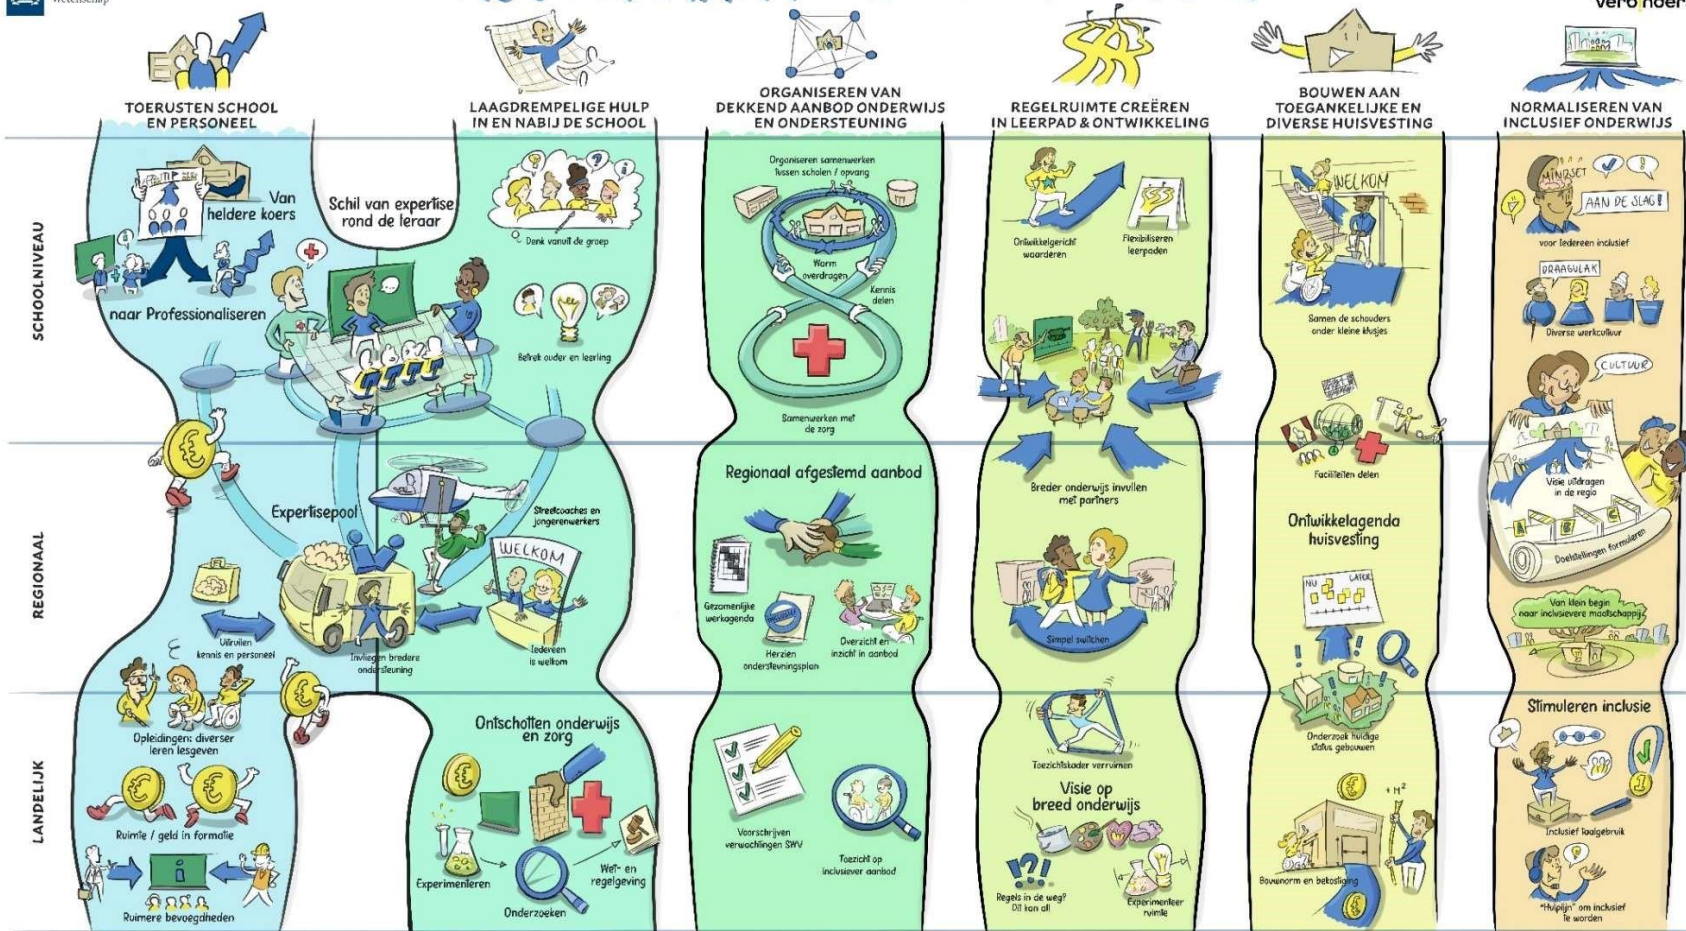 Wetenschap
TOERUSTEN SCHOOL
EN PERSONEEL
LAAGDREMPELIGE HULP
IN EN NABIJ DE SCHOOL
ORGANISEREN VAN
DEKKEND AANBOD ONDERWIJS
EN ONDERSTEUNING
REGELRUIMTE CREËREN
IN LEERPAD & ONTWIKKELING
BOUWEN AAN
TOEGANKELIJKE EN
DIVERSE HUISVESTING
NORMALISEREN VAN
INCLUSIEF ONDERWIJS
SCHOOLNIVEAU
Van
heldere koers
naar Professionaliseren
Schil van expertise
rond de leraar
Denk vanuit de groep
Betrek ouder en leerling
Organiseren samenwerken
tussen scholen / opvang
Warm
overdragen
Kennis
delen
Samenwerken met
de zorg
Ontwikkelgericht
waarderen
Flexibiliseren
leerpaden
WELKOM
Samen de schouders
onder kleine klusjes
Faciliteiten delen
MINDSET
AAN DE SLAG!
voor iedereen inclusief
DRAAGVLAK
Diverse werkcultuur
CULTUUR
REGIONAAL
Expertisepool
Uitruilen
kennis en personeel
Invliegen bredere
ondersteuning
Streetcoaches en
jongerenwerkers
WELKOM
Iedereen
is welkom
Regionaal afgestemd aanbod
Gezamenlijke
werkagenda
Herzien
ondersteuningsplan
Overzicht en
inzicht in aanbod
Breder onderwijs invullen
met partners
Simpel switchen
Ontwikkelagenda
huisvesting
NU
LATER
Visie uitdragen
in de regio
A
B
C
Doelstellingen formuleren
Van klein begin
naar inclusievere maatschappij
LANDELIJK
Opleidingen: diverser
leren lesgeven
Ruimte / geld in formatie
i
Ruimere bevoegdheden
Ontschotten onderwijs
en zorg
Experimenteren
Onderzoeken
Wet- en
regelgeving
Voorschrijven
verwachtingen SWV
Toezicht op
inclusiever aanbod
Toezichtskader verruimen
Visie op
breed onderwijs
!?!
Regels in de weg?
Dit kan al!
Experimenteer
ruimte
Onderzoek huidige
status gebouwen
+ M²
Bouwnorm en bekostiging
Stimuleren inclusie
1
Inclusief taalgebruik
"Hulplijn" om inclusief
te worden